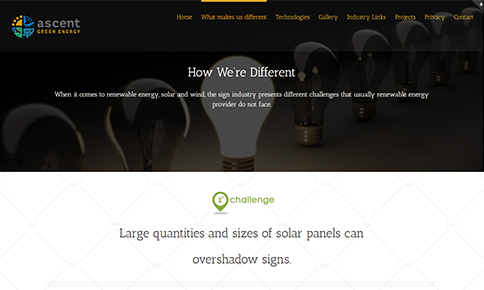 ascent
GREEN ENERGY
Home What makes us different Technologies Gallery Industry Links Projects Privacy Contact
How We're Different
When it comes to renewable energy, solar and wind, the sign industry presents different challenges that usually renewable energy
provider do not face.
1st challenge
Large quantities and sizes of solar panels can
overshadow signs.